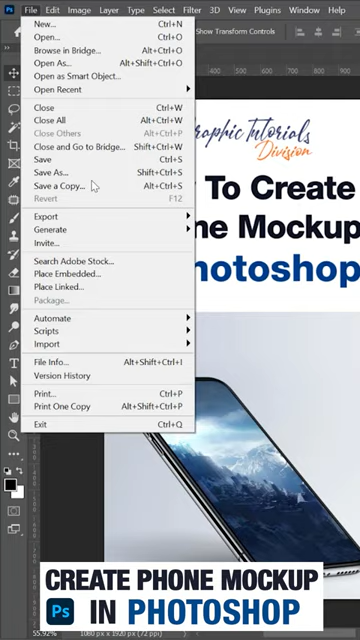 Ps File Edit Image Layer Type Select Filter 3D View Plugins Window Help
Show Transform Controls
New... Ctrl+N
Open... Ctrl+O
Browse in Bridge... Alt+Ctrl+O
Open As... Alt+Shift+Ctrl+O
Open as Smart Object...
Open Recent
Close Ctrl+W
Close All Alt+Ctrl+W
Close Others Alt+Ctrl+P
Close and Go to Bridge... Shift+Ctrl+W
Save Ctrl+S
Save As... Shift+Ctrl+S
Save a Copy... Alt+Ctrl+S
Revert F12
Export
Generate
Invite...
Search Adobe Stock...
Place Embedded...
Place Linked...
Package...
Automate
Scripts
Import
File Info... Alt+Shift+Ctrl+I
Version History
Print... Ctrl+P
Print One Copy Alt+Shift+Ctrl+P
Exit Ctrl+Q
raphic Tutorials
Division
To Create
ne Mockup
hotoshop
CREATE PHONE MOCKUP
Ps IN PHOTOSHOP
55.92% 1080 px x 1920 px (72 ppi)